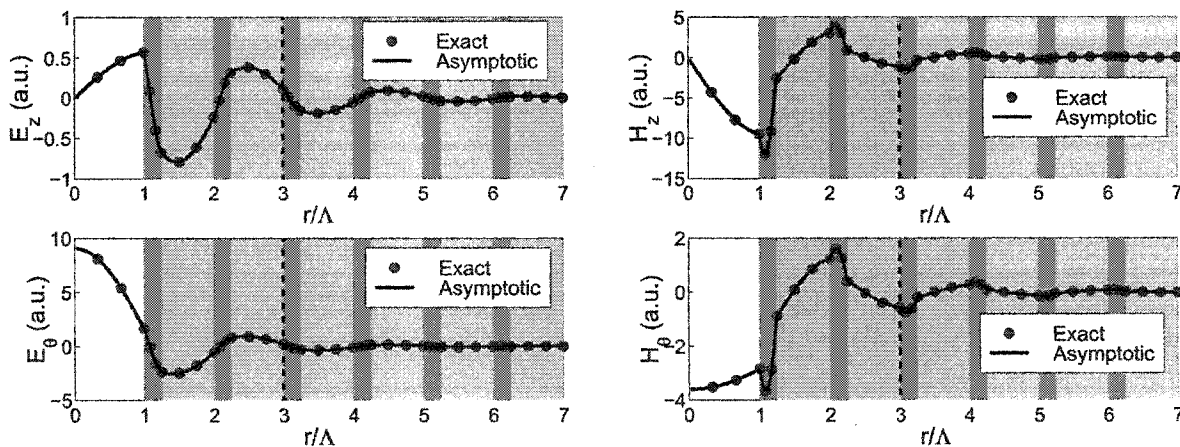 1
0.5
0
−0.5
−1
E_z (a.u.)
Exact
Asymptotic
0 1 2 3 4 5 6 7
r/Λ
5
0
−5
−10
−15
H_z (a.u.)
Exact
Asymptotic
0 1 2 3 4 5 6 7
r/Λ
10
5
0
−5
E_θ (a.u.)
Exact
Asymptotic
0 1 2 3 4 5 6 7
r/Λ
2
0
−2
−4
H_θ (a.u.)
Exact
Asymptotic
0 1 2 3 4 5 6 7
r/Λ